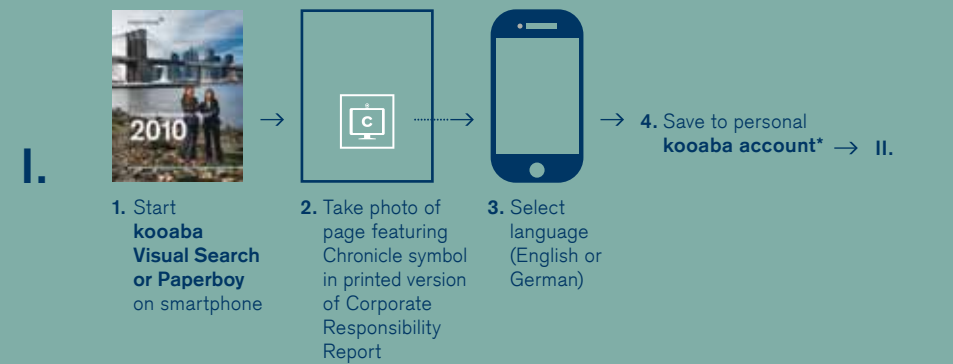 2010
C
I.
1. Start
kooaba
Visual Search
or Paperboy
on smartphone
2. Take photo of
page featuring
Chronicle symbol
in printed version
of Corporate
Responsibility
Report
3. Select
language
(English or
German)
4. Save to personal
kooaba account* → II.